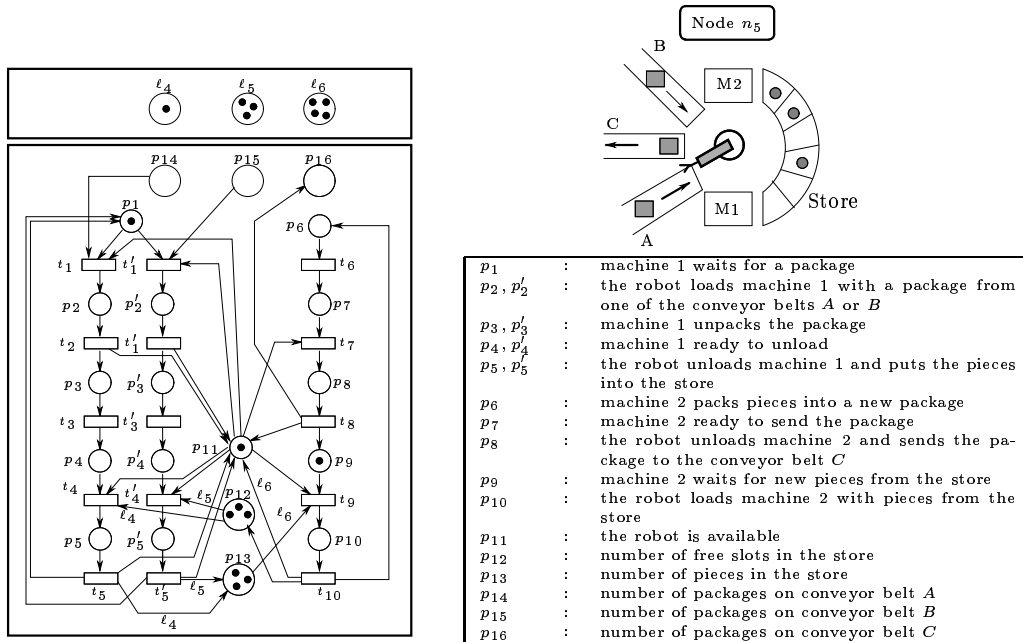 Node n₅
B
M2
C
Store
M1
A
ℓ₄ ℓ₅ ℓ₆
p₁₄ p₁₅ p₁₆
p₁
p₆
t₁ t′₁ t₆
p₂ p′₂ p₇
t₂ t′₁ t₇
p₃ p′₃ p₈
t₃ t′₃ t₈
p₁₁
p₄ p′₄ p₉
t₄ t′₄ ℓ₅ p₁₂ ℓ₆ t₉
ℓ₄ ℓ₆
p₅ p′₅ p₁₀
p₁₃
t₅ t′₅ ℓ₅ t₁₀
ℓ₄
p₁ : machine 1 waits for a package
p₂, p′₂ : the robot loads machine 1 with a package from
one of the conveyor belts A or B
p₃, p′₃ : machine 1 unpacks the package
p₄, p′₄ : machine 1 ready to unload
p₅, p′₅ : the robot unloads machine 1 and puts the pieces
into the store
p₆ : machine 2 packs pieces into a new package
p₇ : machine 2 ready to send the package
p₈ : the robot unloads machine 2 and sends the pa-
ckage to the conveyor belt C
p₉ : machine 2 waits for new pieces from the store
p₁₀ : the robot loads machine 2 with pieces from the
store
p₁₁ : the robot is available
p₁₂ : number of free slots in the store
p₁₃ : number of pieces in the store
p₁₄ : number of packages on conveyor belt A
p₁₅ : number of packages on conveyor belt B
p₁₆ : number of packages on conveyor belt C